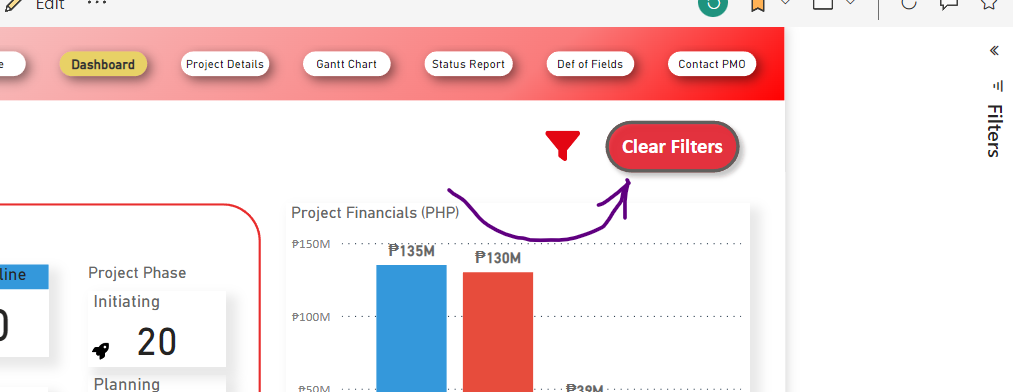 Edit ...
Dashboard
Project Details
Gantt Chart
Status Report
Def of Fields
Contact PMO
Filters
Clear Filters
Project Financials (PHP)
₱150M
₱135M
₱130M
₱100M
₱50M
₱39M
Project Phase
Initiating
20
Planning